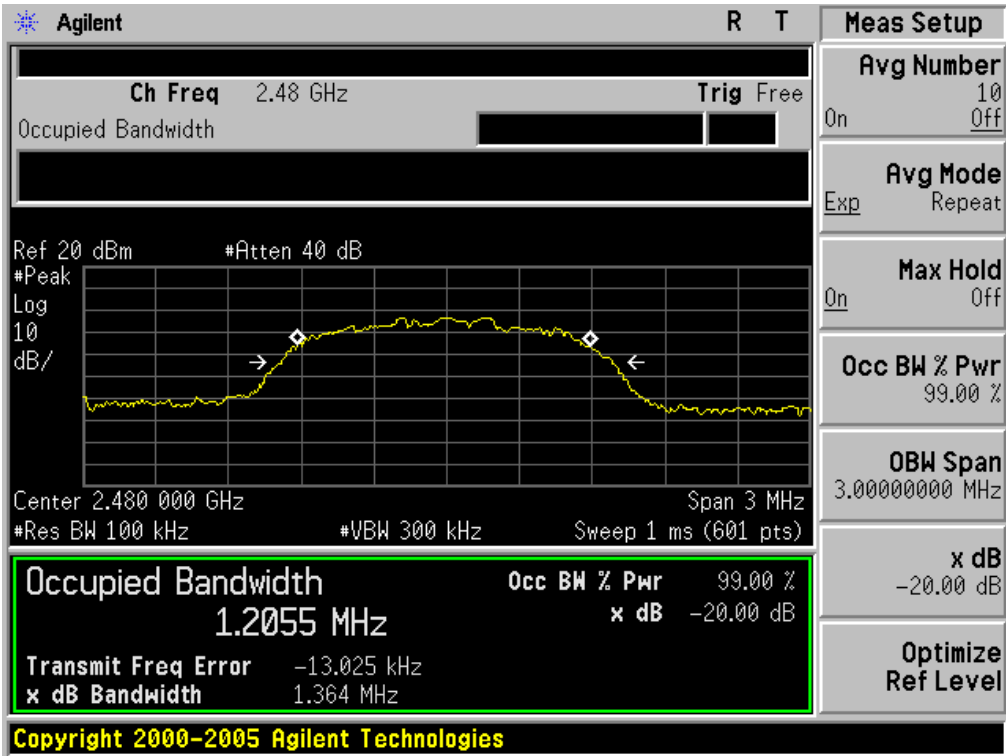 Agilent R T
Ch Freq 2.48 GHz Trig Free
Occupied Bandwidth
Ref 20 dBm #Atten 40 dB
#Peak
Log
10
dB/
Center 2.480 000 GHz Span 3 MHz
#Res BW 100 kHz #VBW 300 kHz Sweep 1 ms (601 pts)
Occupied Bandwidth Occ BW % Pwr 99.00 %
1.2055 MHz x dB -20.00 dB
Transmit Freq Error -13.025 kHz
x dB Bandwidth 1.364 MHz
Copyright 2000-2005 Agilent Technologies
Meas Setup
Avg Number
10
On Off
Avg Mode
Exp Repeat
Max Hold
On Off
Occ BW % Pwr
99.00 %
OBW Span
3.00000000 MHz
x dB
-20.00 dB
Optimize
Ref Level